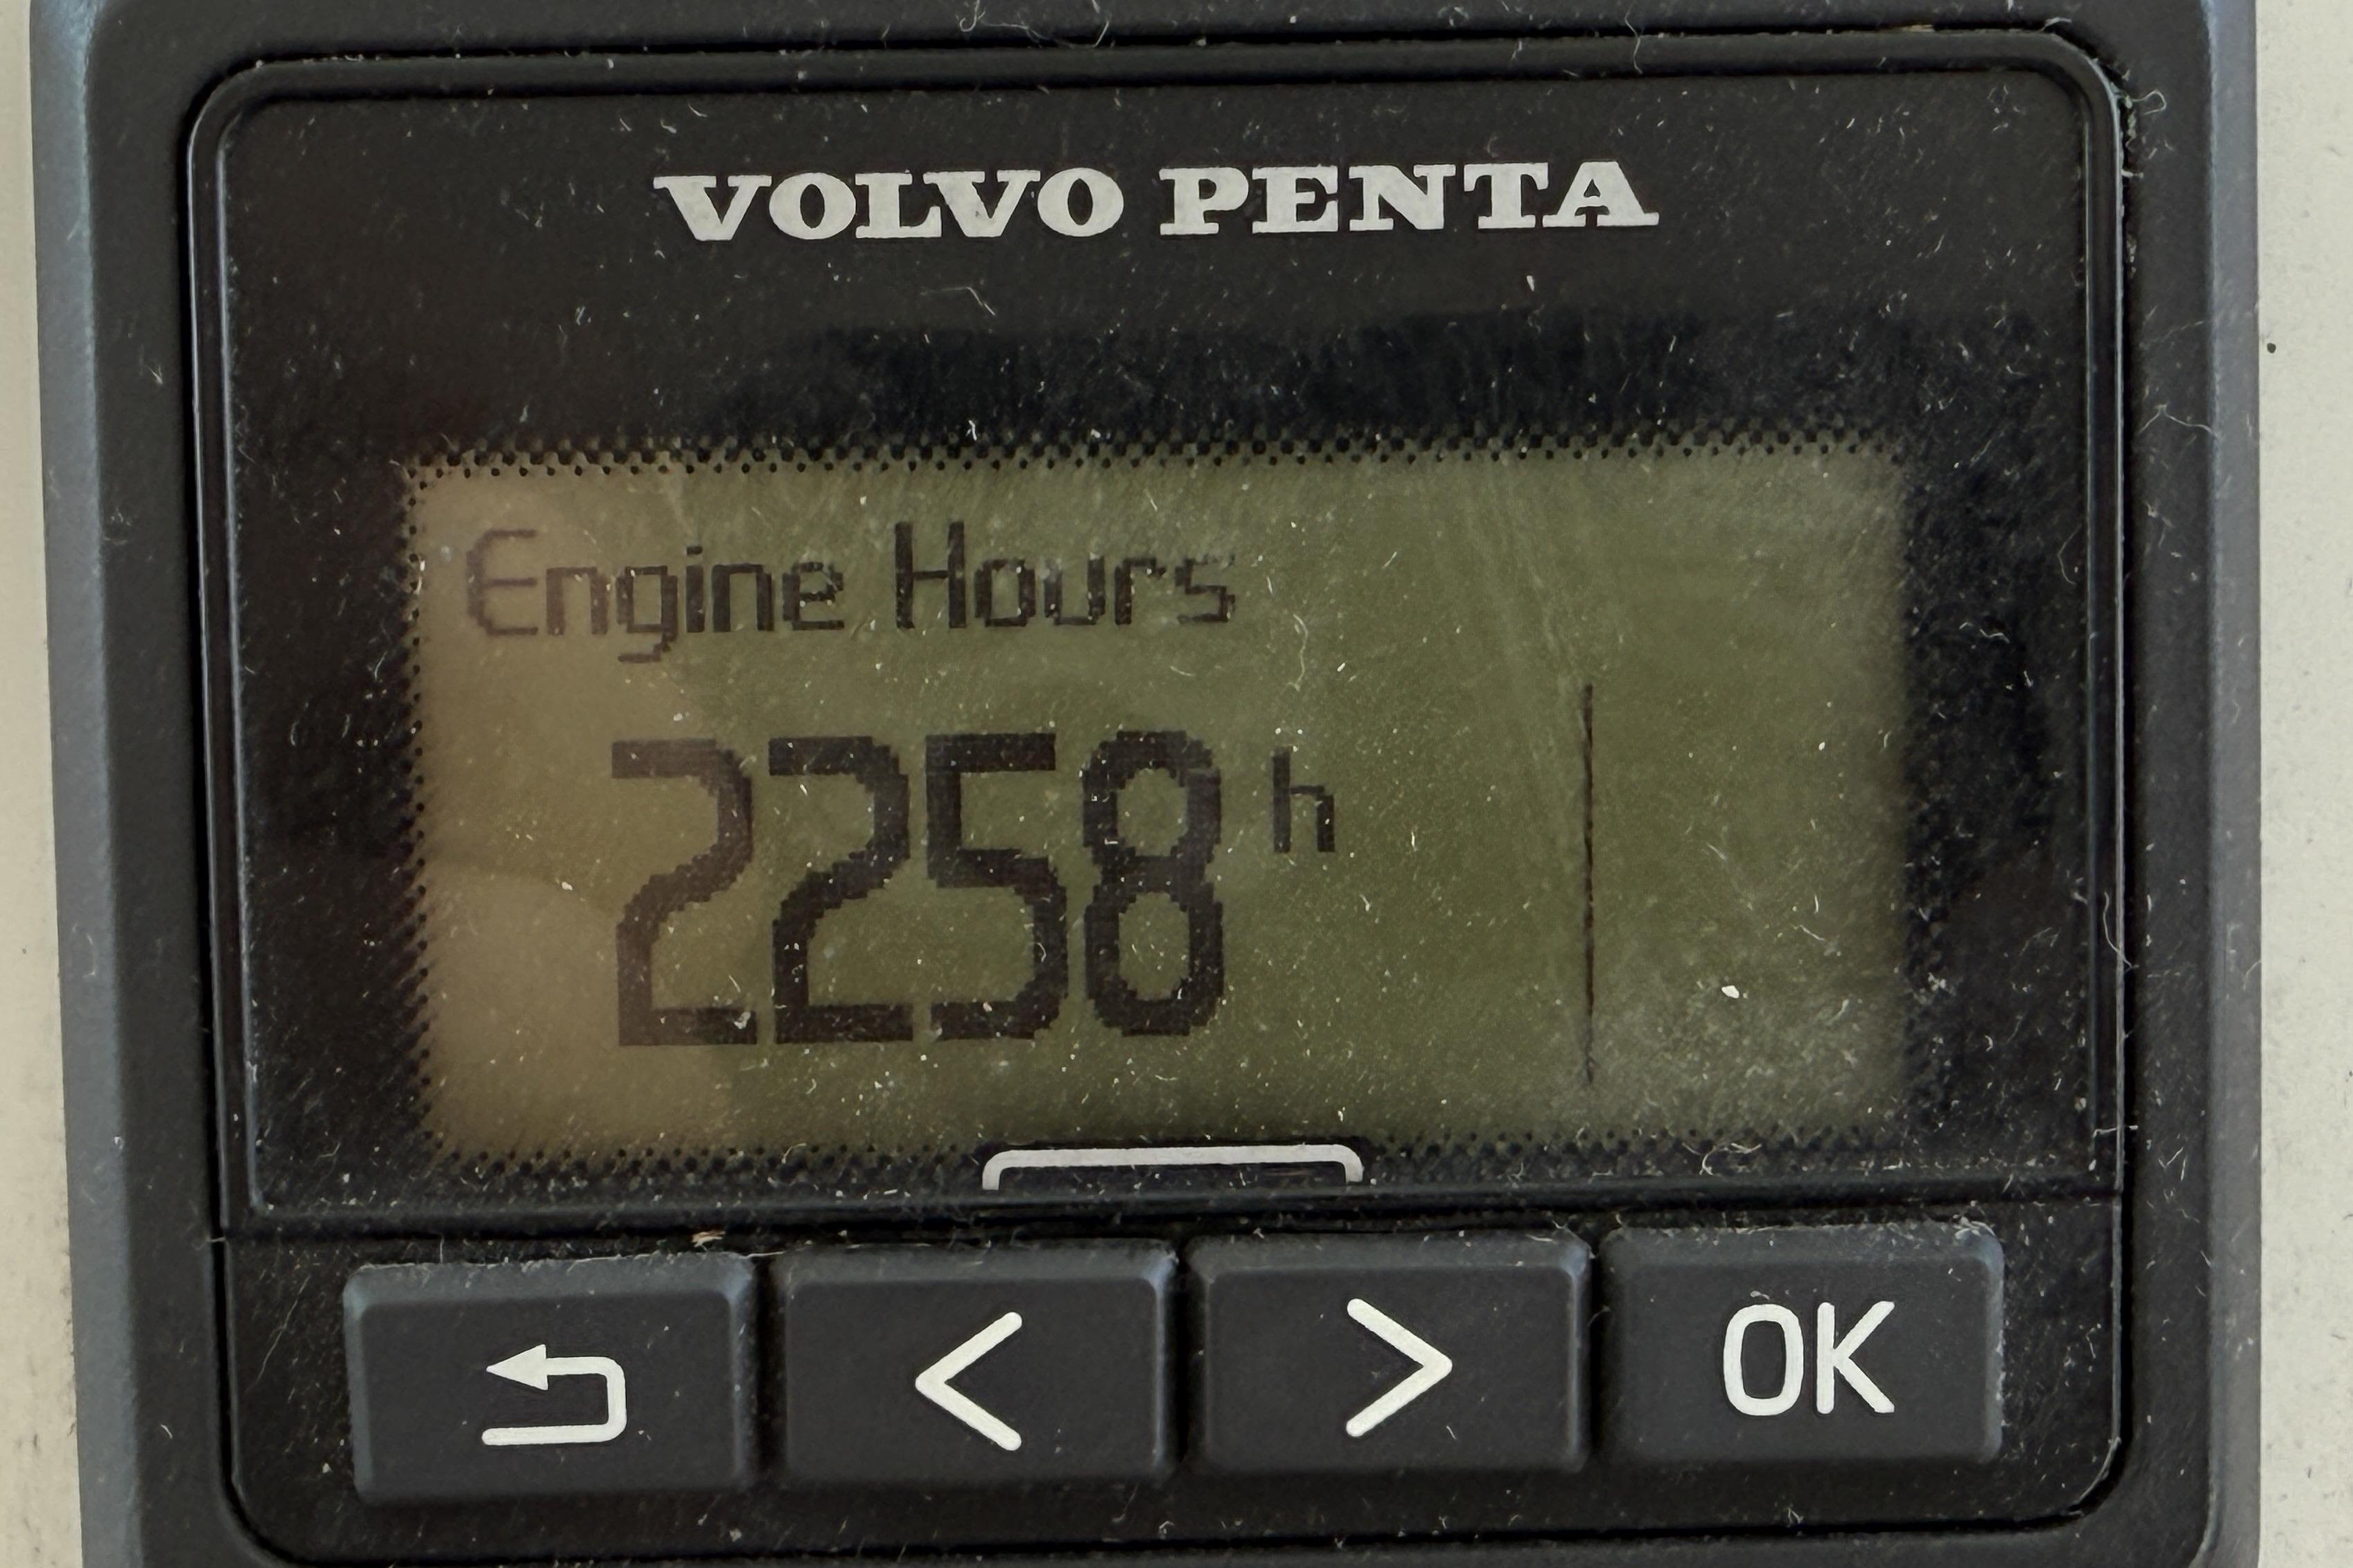 VOLVO PENTA
Engine Hours
2258 h
< > OK